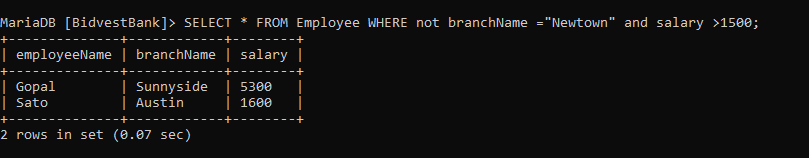 MariaDB [BidvestBank]> SELECT * FROM Employee WHERE not branchName ="Newtown" and salary >1500;
+--------------+------------+--------+
| employeeName | branchName | salary |
+--------------+------------+--------+
| Gopal        | Sunnyside  | 5300   |
| Sato         | Austin     | 1600   |
+--------------+------------+--------+
2 rows in set (0.07 sec)